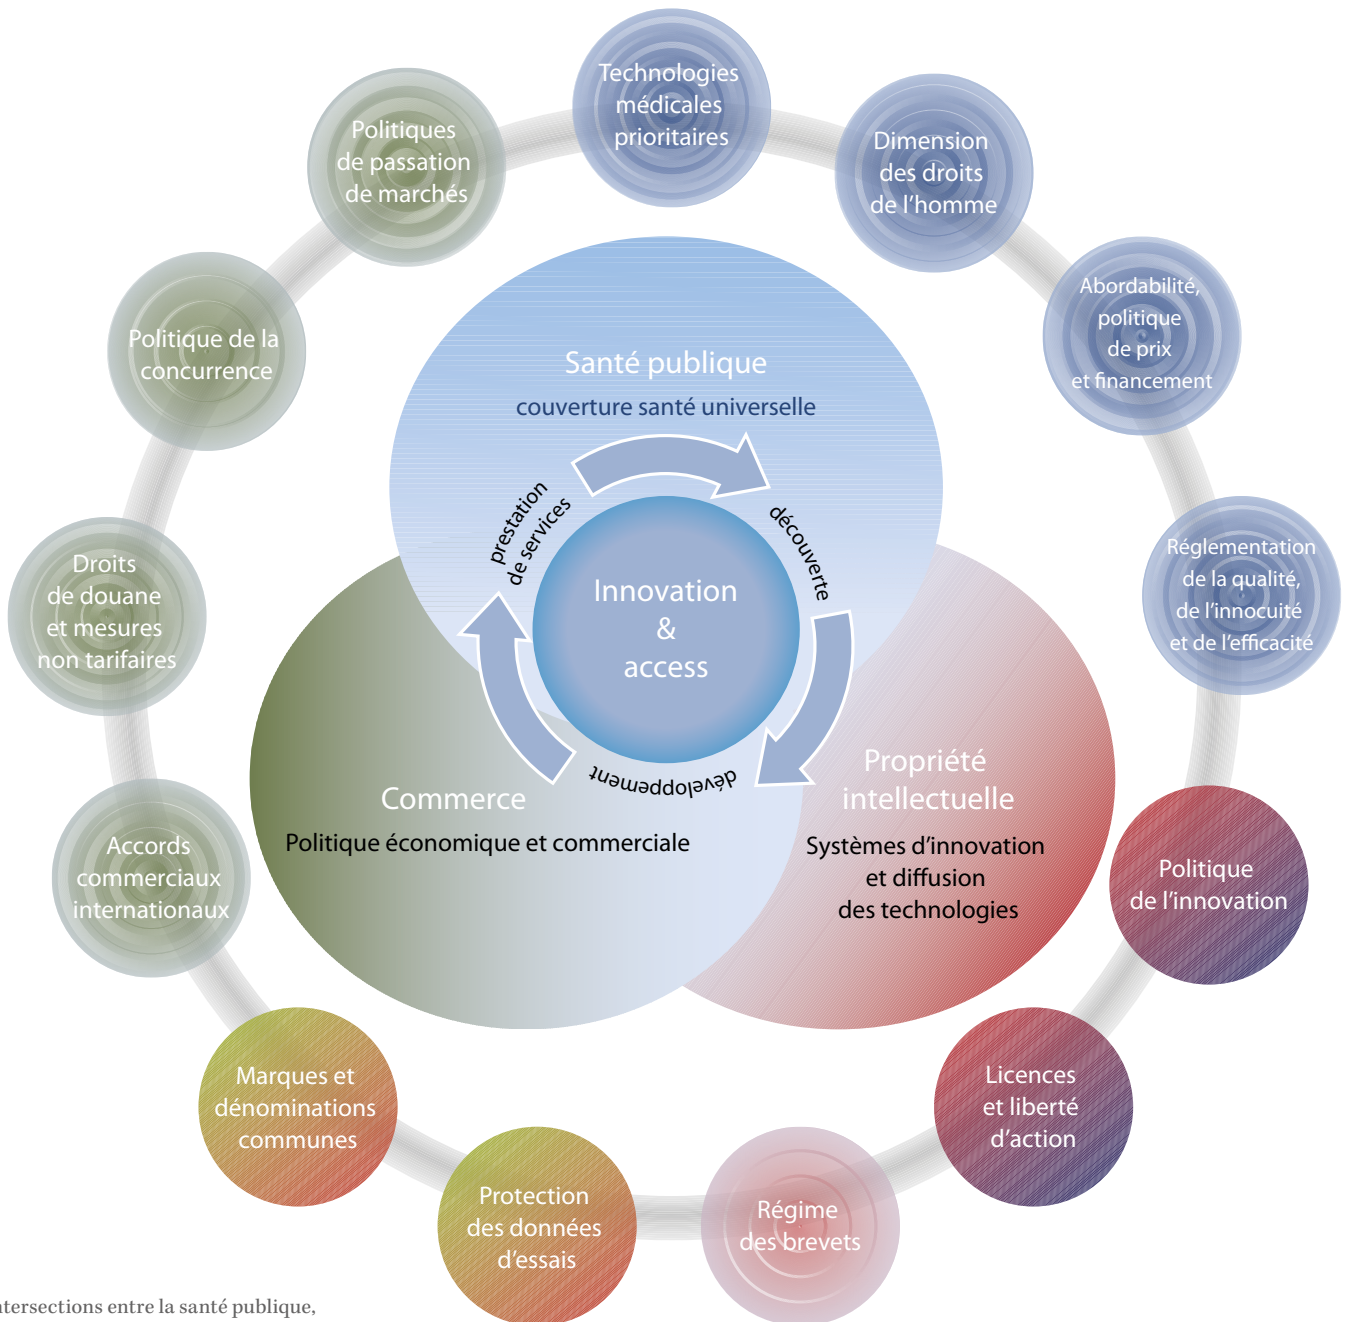 Technologies
médicales
prioritaires
Dimension
des droits
de l’homme
Abordabilité,
politique
de prix
et financement
Réglementation
de la qualité,
de l’innocuité
et de l’efficacité
Politique
de l’innovation
Licences
et liberté
d’action
Régime
des brevets
Protection
des données
d’essais
Marques et
dénominations
communes
Accords
commerciaux
internationaux
Droits
de douane
et mesures
non tarifaires
Politique de la
concurrence
Politiques
de passation
de marchés
Santé publique
couverture santé universelle
prestation
de services
découverte
développement
Innovation
&
access
Commerce
Politique économique et commerciale
Propriété
intellectuelle
Systèmes d’innovation
et diffusion
des technologies
ntersections entre la santé publique,